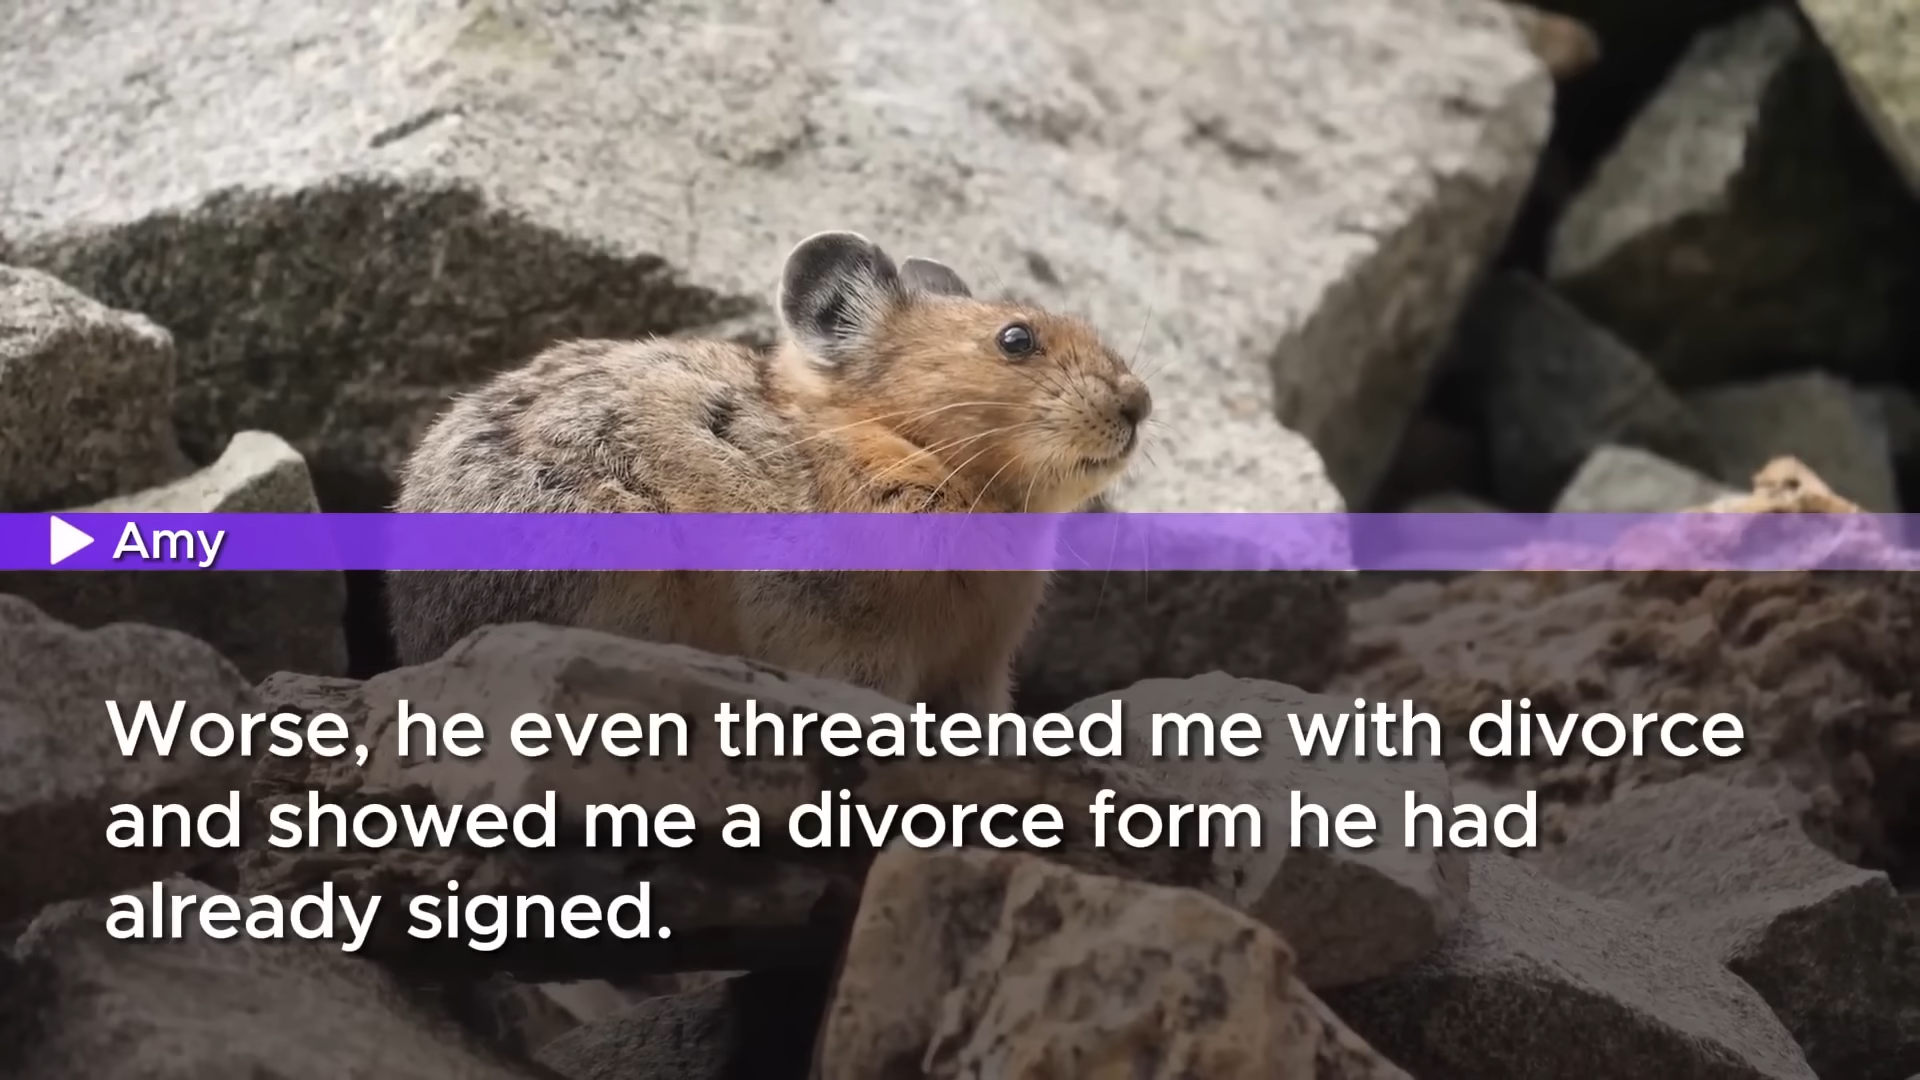 Amy
Worse, he even threatened me with divorce
and showed me a divorce form he had
already signed.